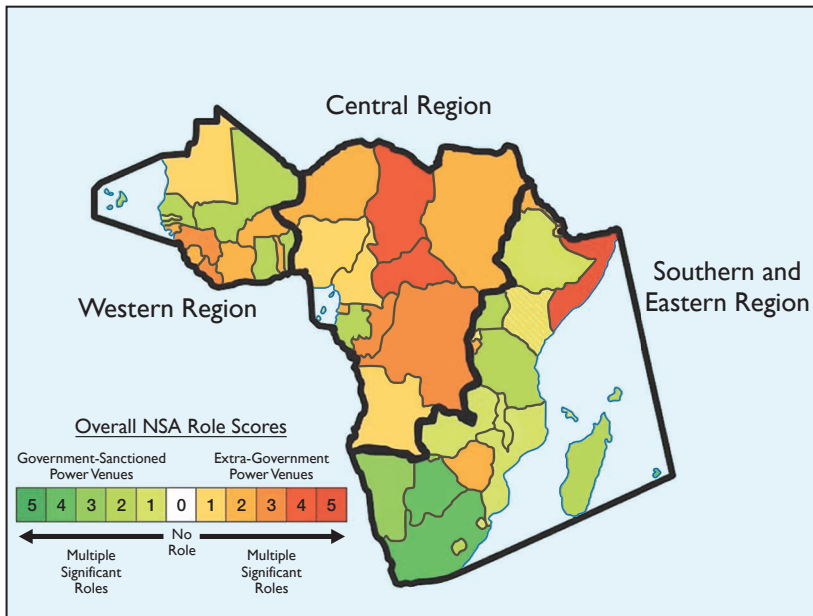 Central Region
Western Region
Southern and
Eastern Region
Overall NSA Role Scores
Government-Sanctioned
Power Venues
Extra-Government
Power Venues
5 4 3 2 1 0 1 2 3 4 5
No
Role
Multiple
Significant
Roles
Multiple
Significant
Roles